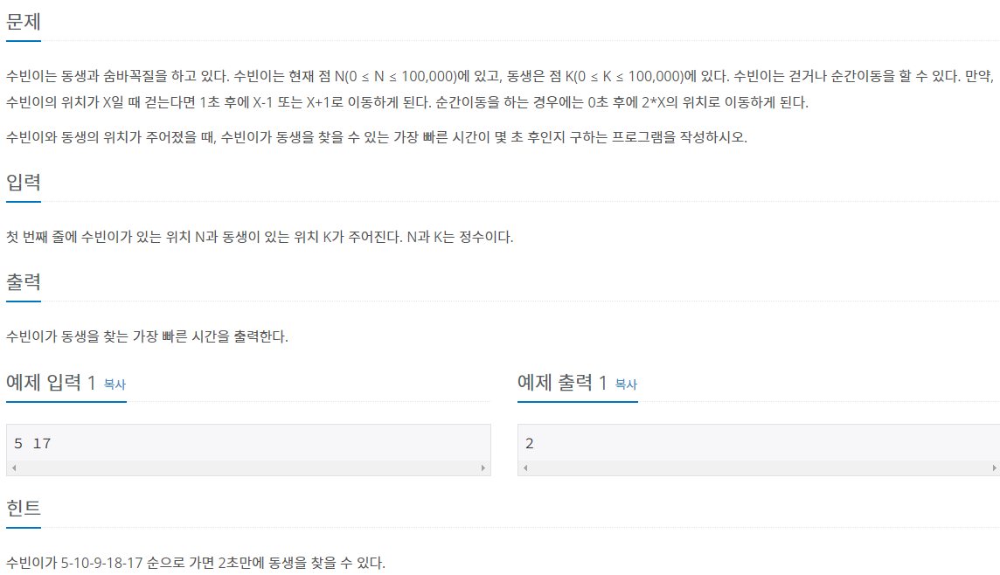 문제
수빈이는 동생과 숨바꼭질을 하고 있다. 수빈이는 현재 점 N(0 ≤ N ≤ 100,000)에 있고, 동생은 점 K(0 ≤ K ≤ 100,000)에 있다. 수빈이는 걷거나 순간이동을 할 수 있다. 만약,
수빈이의 위치가 X일 때 걷는다면 1초 후에 X-1 또는 X+1로 이동하게 된다. 순간이동을 하는 경우에는 0초 후에 2*X의 위치로 이동하게 된다.
수빈이와 동생의 위치가 주어졌을 때, 수빈이가 동생을 찾을 수 있는 가장 빠른 시간이 몇 초 후인지 구하는 프로그램을 작성하시오.
입력
첫 번째 줄에 수빈이가 있는 위치 N과 동생이 있는 위치 K가 주어진다. N과 K는 정수이다.
출력
수빈이가 동생을 찾는 가장 빠른 시간을 출력한다.
예제 입력 1 복사
5 17
예제 출력 1 복사
2
힌트
수빈이가 5-10-9-18-17 순으로 가면 2초만에 동생을 찾을 수 있다.